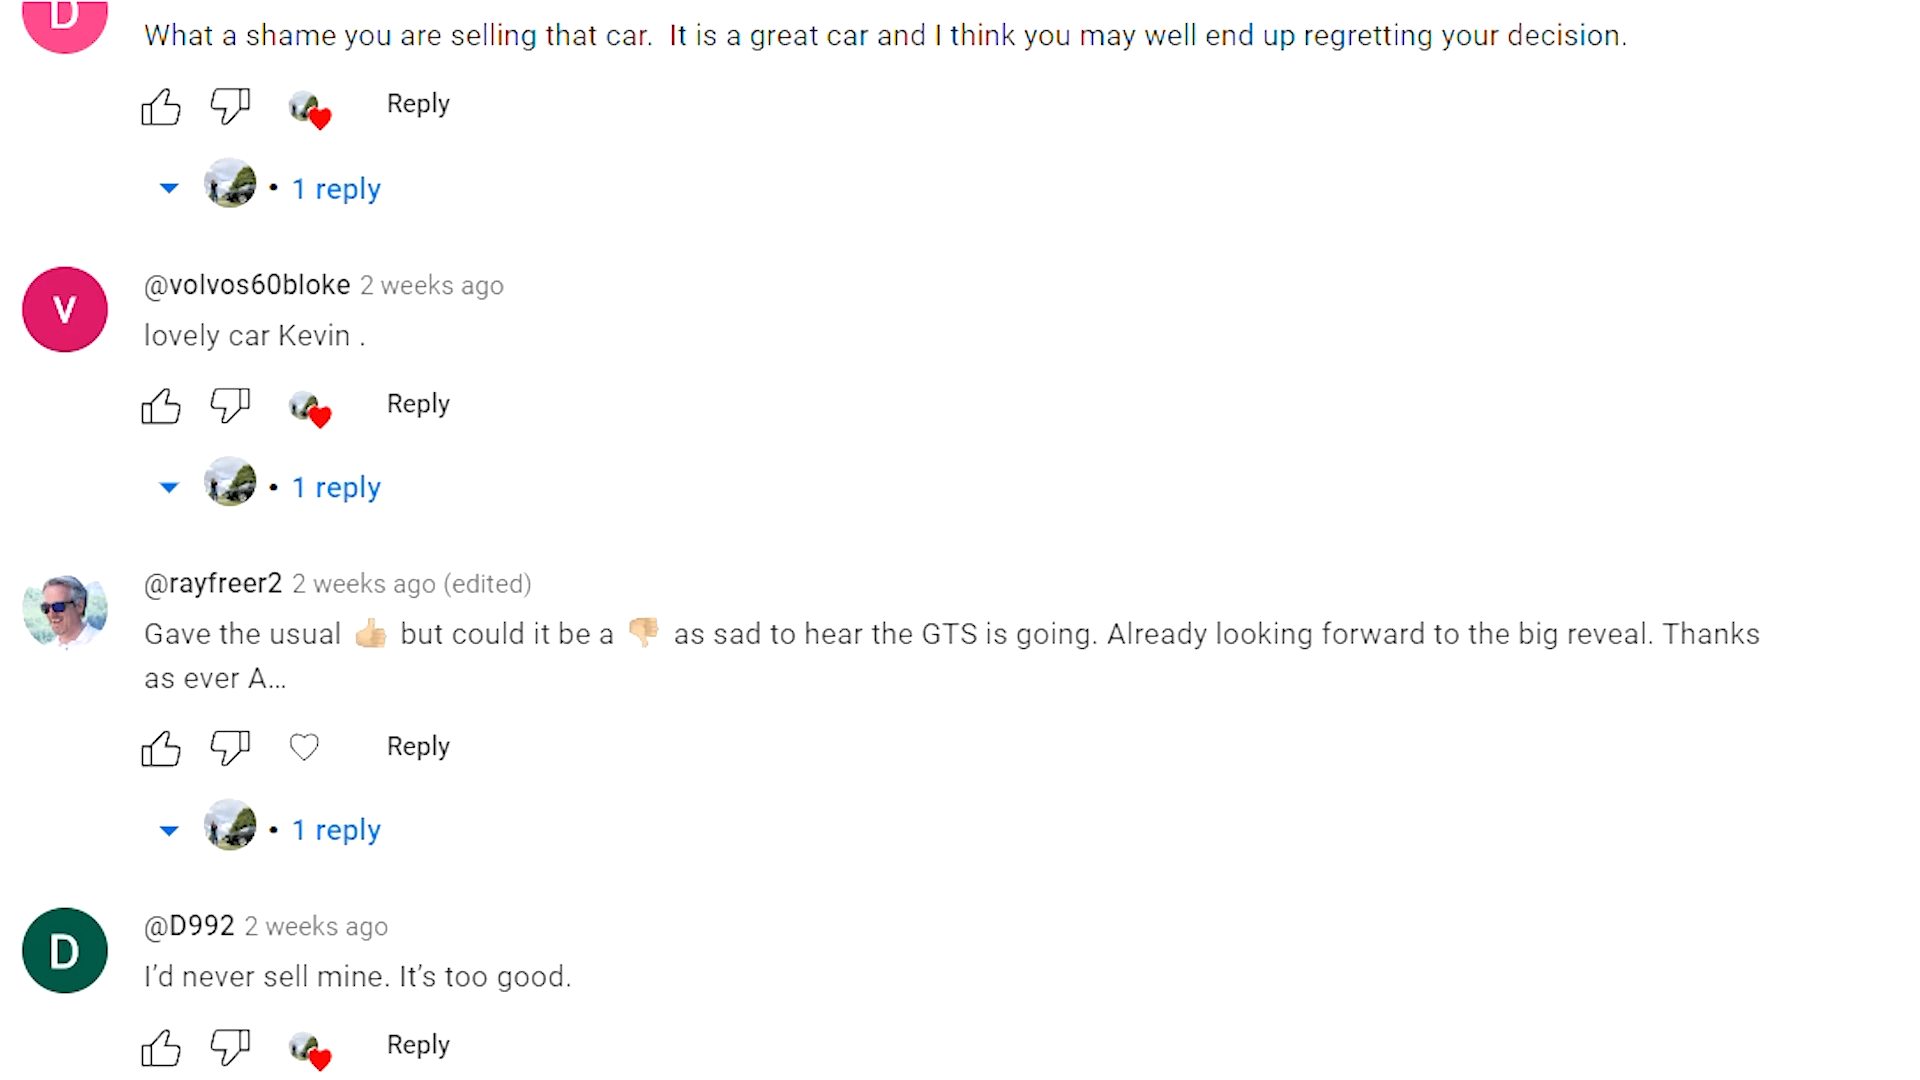 D
What a shame you are selling that car. It is a great car and I think you may well end up regretting your decision.
Reply
• 1 reply
V
@volvos60bloke 2 weeks ago
lovely car Kevin .
Reply
• 1 reply
@rayfreer2 2 weeks ago (edited)
Gave the usual 👍🏼 but could it be a 👎🏼 as sad to hear the GTS is going. Already looking forward to the big reveal. Thanks
as ever A...
Reply
• 1 reply
D
@D992 2 weeks ago
I’d never sell mine. It’s too good.
Reply